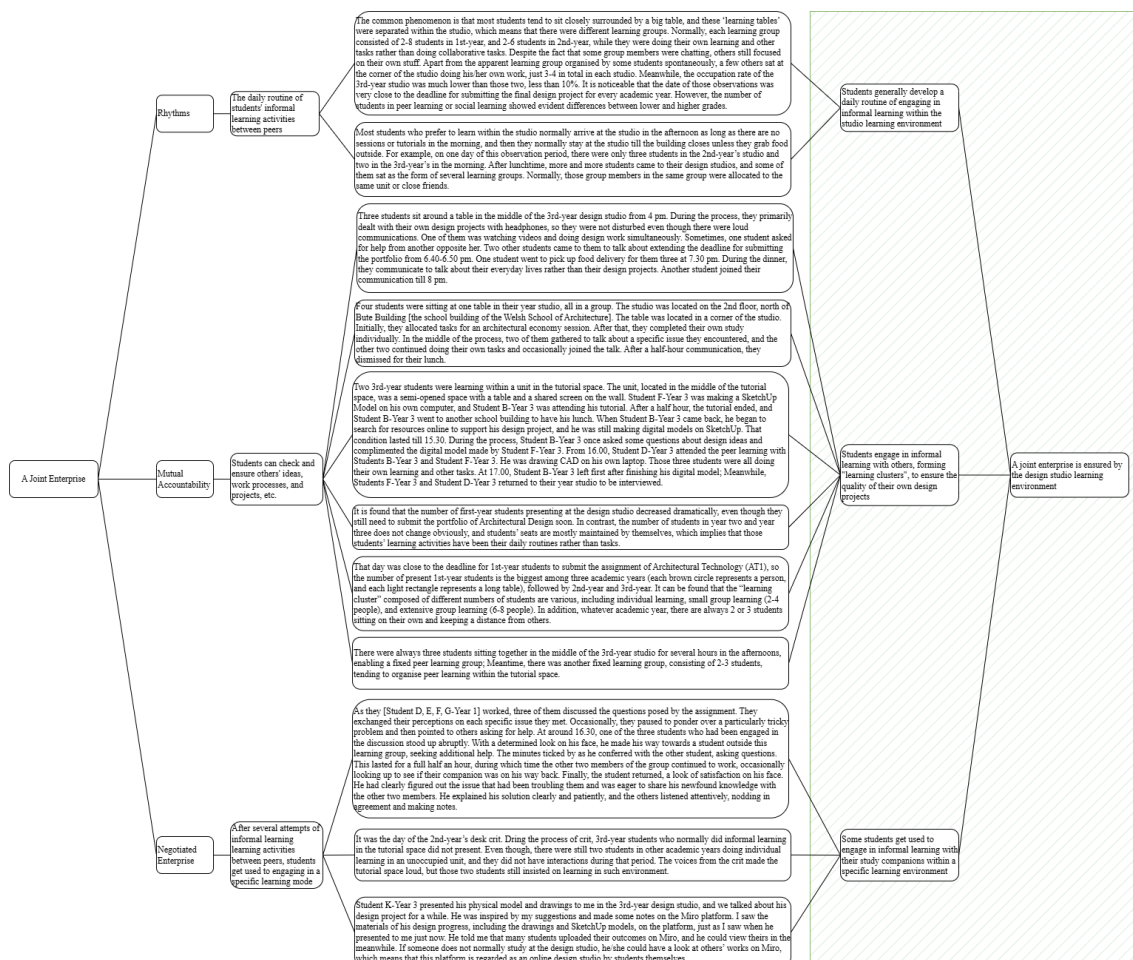 A Joint Enterprise
Rhythms
The daily routine of
students' informal
learning activities
between peers
The common phenomenon is that most students tend to sit closely surrounded by a big table, and these 'learning tables'
were separated within the studio, which means that there were different learning groups. Normally, each learning group
consisted of 2-8 students in 1st-year, and 2-6 students in 2nd-year, while they were doing their own learning and other
tasks rather than doing collaborative tasks. Despite the fact that some group members were chatting, others still focused
on their own stuff. Apart from the apparent learning group organised by some students spontaneously, a few others sat at
the corner of the studio doing his/her own work, just 3-4 in total in each studio. Meanwhile, the occupation rate of the
3rd-year studio was much lower than those two, less than 10%. It is noticeable that the date of those observations was
very close to the deadline for submitting the final design project for every academic year. However, the number of
students in peer learning or social learning showed evident differences between lower and higher grades.
Most students who prefer to learn within the studio normally arrive at the studio in the afternoon as long as there are no
sessions or tutorials in the morning, and then they normally stay at the studio till the building closes unless they grab food
outside. For example, on one day of this observation period, there were only three students in the 2nd-year's studio and
two in the 3rd-year's in the morning. After lunchtime, more and more students came to their design studios, and some of
them sat as the form of several learning groups. Normally, those group members in the same group were allocated to the
same unit or close friends.
Students generally develop a
daily routine of engaging in
informal learning within the
studio learning environment
Mutual
Accountability
Students can check and
ensure others' ideas,
work processes, and
projects, etc.
Three students sit around a table in the middle of the 3rd-year design studio from 4 pm. During the process, they primarily
dealt with their own design projects with headphones, so they were not disturbed even though there were loud
communications. One of them was watching videos and doing design work simultaneously. Sometimes, one student asked
for help from another opposite her. Two other students came to them to talk about extending the deadline for submitting
the portfolio from 6.40-6.50 pm. One student went to pick up food delivery for them three at 7.30 pm. During the dinner,
they communicate to talk about their everyday lives rather than their design projects. Another student joined their
communication till 8 pm.
Four students were sitting at one table in their year studio, all in a group. The studio was located on the 2nd floor, north of
Bute Building [the school building of the Welsh School of Architecture]. The table was located in a corner of the studio.
Initially, they allocated tasks for an architectural economy session. After that, they completed their own study
individually. In the middle of the process, two of them gathered to talk about a specific issue they encountered, and the
other two continued doing their own tasks and occasionally joined the talk. After a half-hour communication, they
dismissed for their lunch.
Two 3rd-year students were learning within a unit in the tutorial space. The unit, located in the middle of the tutorial
space, was a semi-opened space with a table and a shared screen on the wall. Student F-Year 3 was making a SketchUp
Model on his own computer, and Student B-Year 3 was attending his tutorial. After a half hour, the tutorial ended, and
Student B-Year 3 went to another school building to have his lunch. When Student B-Year 3 came back, he began to
search for resources online to support his design project, and he was still making digital models on SketchUp. That
condition lasted till 15.30. During the process, Student B-Year 3 once asked some questions about design ideas and
complimented the digital model made by Student F-Year 3. From 16.00, Student D-Year 3 attended the peer learning with
Students B-Year 3 and Student F-Year 3. He was drawing CAD on his own laptop. Those three students were all doing
their own learning and other tasks. At 17.00, Student B-Year 3 left first after finishing his digital model; Meanwhile,
Students F-Year 3 and Student D-Year 3 returned to their year studio to be interviewed.
It is found that the number of first-year students presenting at the design studio decreased dramatically, even though they
still need to submit the portfolio of Architectural Design soon. In contrast, the number of students in year two and year
three does not change obviously, and students' seats are mostly maintained by themselves, which implies that those
students' learning activities have been their daily routines rather than tasks.
That day was close to the deadline for 1st-year students to submit the assignment of Architectural Technology (AT1), so
the number of present 1st-year students is the biggest among three academic years (each brown circle represents a person,
and each light rectangle represents a long table), followed by 2nd-year and 3rd-year. It can be found that the "learning
cluster" composed of different numbers of students are various, including individual learning, small group learning (2-4
people), and extensive group learning (6-8 people). In addition, whatever academic year, there are always 2 or 3 students
sitting on their own and keeping a distance from others.
There were always three students sitting together in the middle of the 3rd-year studio for several hours in the afternoons,
enabling a fixed peer learning group; Meantime, there was another fixed learning group, consisting of 2-3 students,
tending to organise peer learning within the tutorial space.
Students engage in informal
learning with others, forming
"learning clusters", to ensure the
quality of their own design
projects
A joint enterprise is ensured by
the design studio learning
environment
Negotiated
Enterprise
After several attempts of
informal learning
learning activities
between peers, students
get used to engaging in a
specific learning mode
As they [Student D, E, F, G-Year 1] worked, three of them discussed the questions posed by the assignment. They
exchanged their perceptions on each specific issue they met. Occasionally, they paused to ponder over a particularly tricky
problem and then pointed to others asking for help. At around 16.30, one of the three students who had been engaged in
the discussion stood up abruptly. With a determined look on his face, he made his way towards a student outside this
learning group, seeking additional help. The minutes ticked by as he conferred with the other student, asking questions.
This lasted for a full half an hour, during which time the other two members of the group continued to work, occasionally
looking up to see if their companion was on his way back. Finally, the student returned, a look of satisfaction on his face.
He had clearly figured out the issue that had been troubling them and was eager to share his newfound knowledge with
the other two members. He explained his solution clearly and patiently, and the others listened attentively, nodding in
agreement and making notes.
It was the day of the 2nd-year's desk crit. Dring the process of crit, 3rd-year students who normally did informal learning
in the tutorial space did not present. Even though, there were still two students in other academic years doing individual
learning in an unoccupied unit, and they did not have interactions during that period. The voices from the crit made the
tutorial space loud, but those two students still insisted on learning in such environment.
Student K-Year 3 presented his physical model and drawings to me in the 3rd-year design studio, and we talked about his
design project for a while. He was inspired by my suggestions and made some notes on the Miro platform. I saw the
materials of his design progress, including the drawings and SketchUp models, on the platform, just as I saw when he
presented to me just now. He told me that many students uploaded their outcomes on Miro, and he could view theirs in the
meanwhile. If someone does not normally study at the design studio, he/she could have a look at others' works on Miro,
which means that this platform is regarded as an online design studio by students themselves.
Some students get used to
engage in informal learning with
their study companions within a
specific learning environment